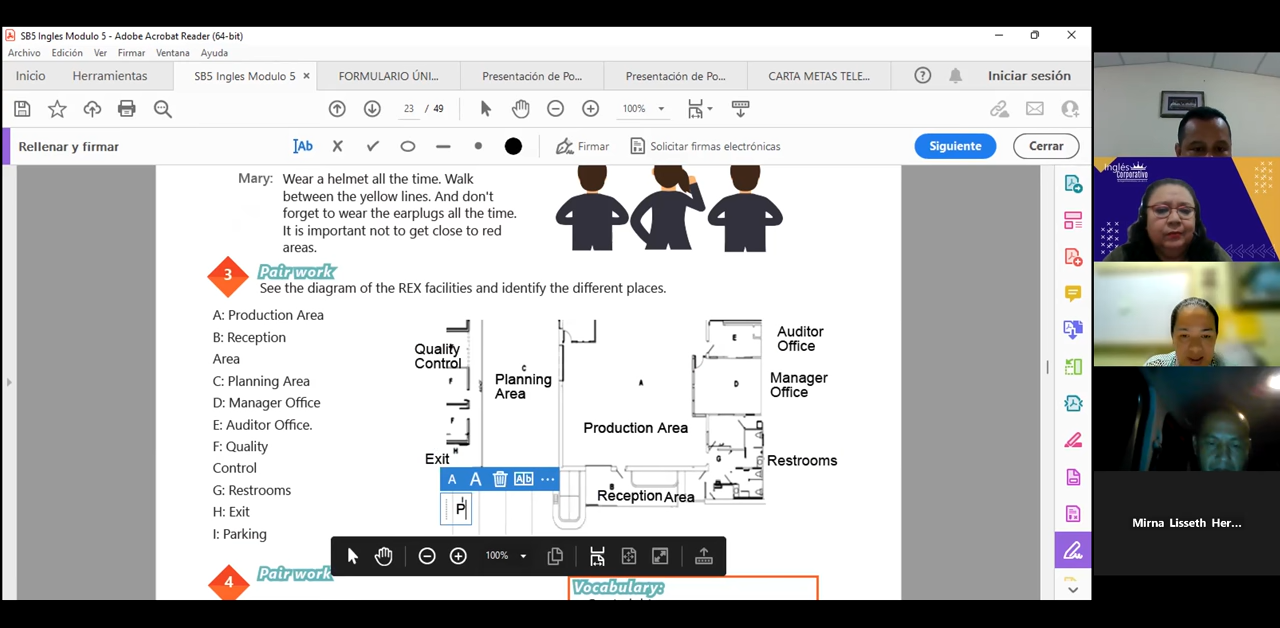 SB5 Ingles Modulo 5 - Adobe Acrobat Reader (64-bit)
Archivo Edición Ver Firmar Ventana Ayuda
Inicio Herramientas SB5 Ingles Modulo 5 × FORMULARIO ÚNI... Presentación de Po... Presentación de Po... CARTA METAS TELE... Iniciar sesión
23 / 49 100%
Rellenar y firmar Ab Firmar Solicitar firmas electrónicas Siguiente Cerrar
Mary: Wear a helmet all the time. Walk
between the yellow lines. And don't
forget to wear the earplugs all the time.
It is important not to get close to red
areas.
3 Pair work
See the diagram of the REX facilities and identify the different places.
A: Production Area
B: Reception
Area
C: Planning Area
D: Manager Office
E: Auditor Office.
F: Quality
Control
G: Restrooms
H: Exit
I: Parking
Quality
Control
C
Planning
Area
A
Production Area
E
Auditor
Office
D
Manager
Office
F
F
G
Restrooms
H
Exit
B
Reception Area
A A Ab ...
P
100%
4 Pair work
Vocabulary:
Inglés
Corporativo
Mirna Lisseth Her...